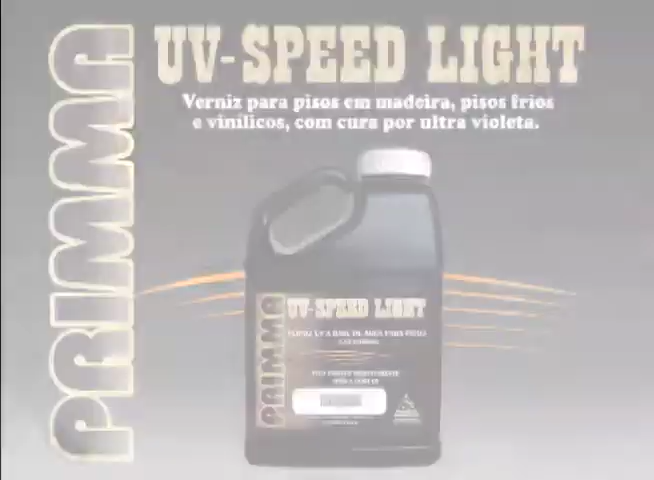 PRIMMA
UV-SPEED LIGHT
Verniz para pisos em madeira, pisos frios
e vinílicos, com cura por ultra violeta.
PRIMMA
UV-SPEED LIGHT